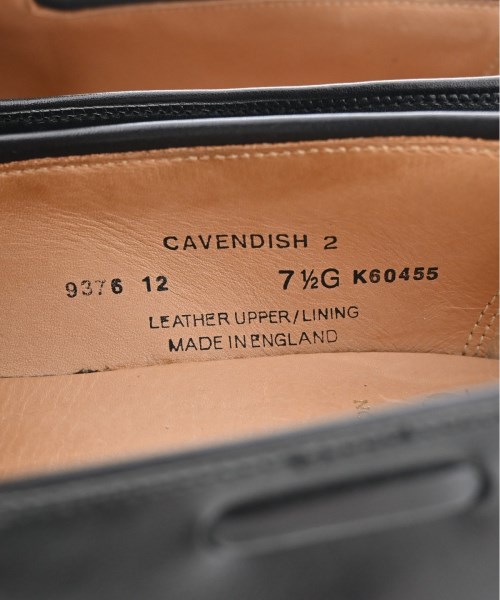 CAVENDISH 2
9376 12 7½G K60455
LEATHER UPPER/LINING
MADE IN ENGLAND